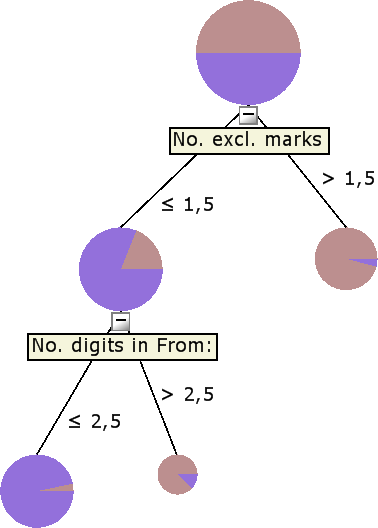 No. excl. marks
> 1,5
≤ 1,5
No. digits in From:
> 2,5
≤ 2,5